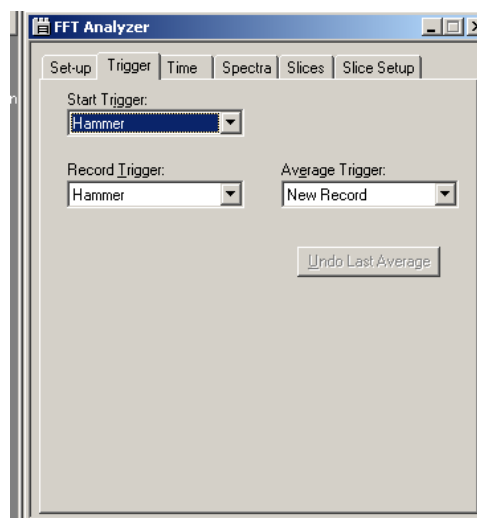 FFT Analyzer
Set-up Trigger Time Spectra Slices Slice Setup
Start Trigger:
Hammer
Record Trigger: Average Trigger:
Hammer New Record
Undo Last Average
n